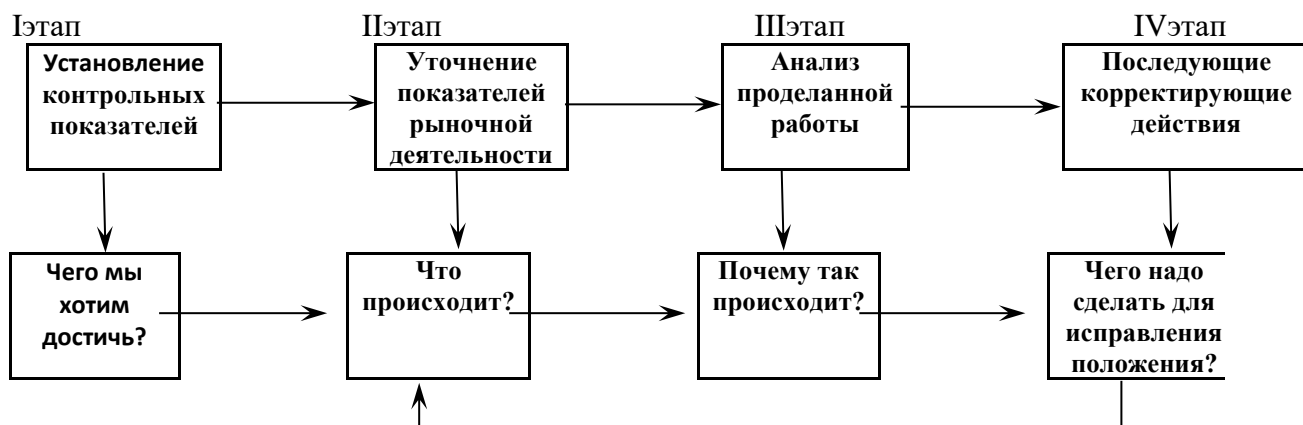 Iэтап
IIэтап
IIIэтап
IVэтап
Установление
контрольных
показателей
Уточнение
показателей
рыночной
деятельности
Анализ
проделанной
работы
Последующие
корректирующие
действия
Чего мы
хотим
достичь?
Что
происходит?
Почему так
происходит?
Чего надо
сделать для
исправления
положения?